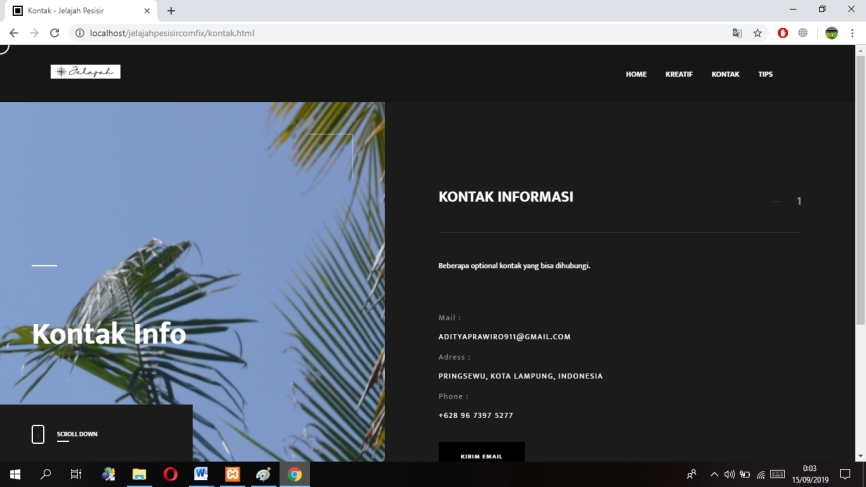 Kontak - Jelajah Pesisir
localhost/jelajahpesisircomfix/kontak.html
Jelajah
HOME KREATIF KONTAK TIPS
KONTAK INFORMASI
1
Beberapa optional kontak yang bisa dihubungi.
Mail :
ADITYAPRAWIRO911@GMAIL.COM
Adress :
PRINGSEWU, KOTA LAMPUNG, INDONESIA
Phone :
+628 96 7397 5277
KIRIM EMAIL
Kontak Info
SCROLL DOWN
0:03
15/09/2019